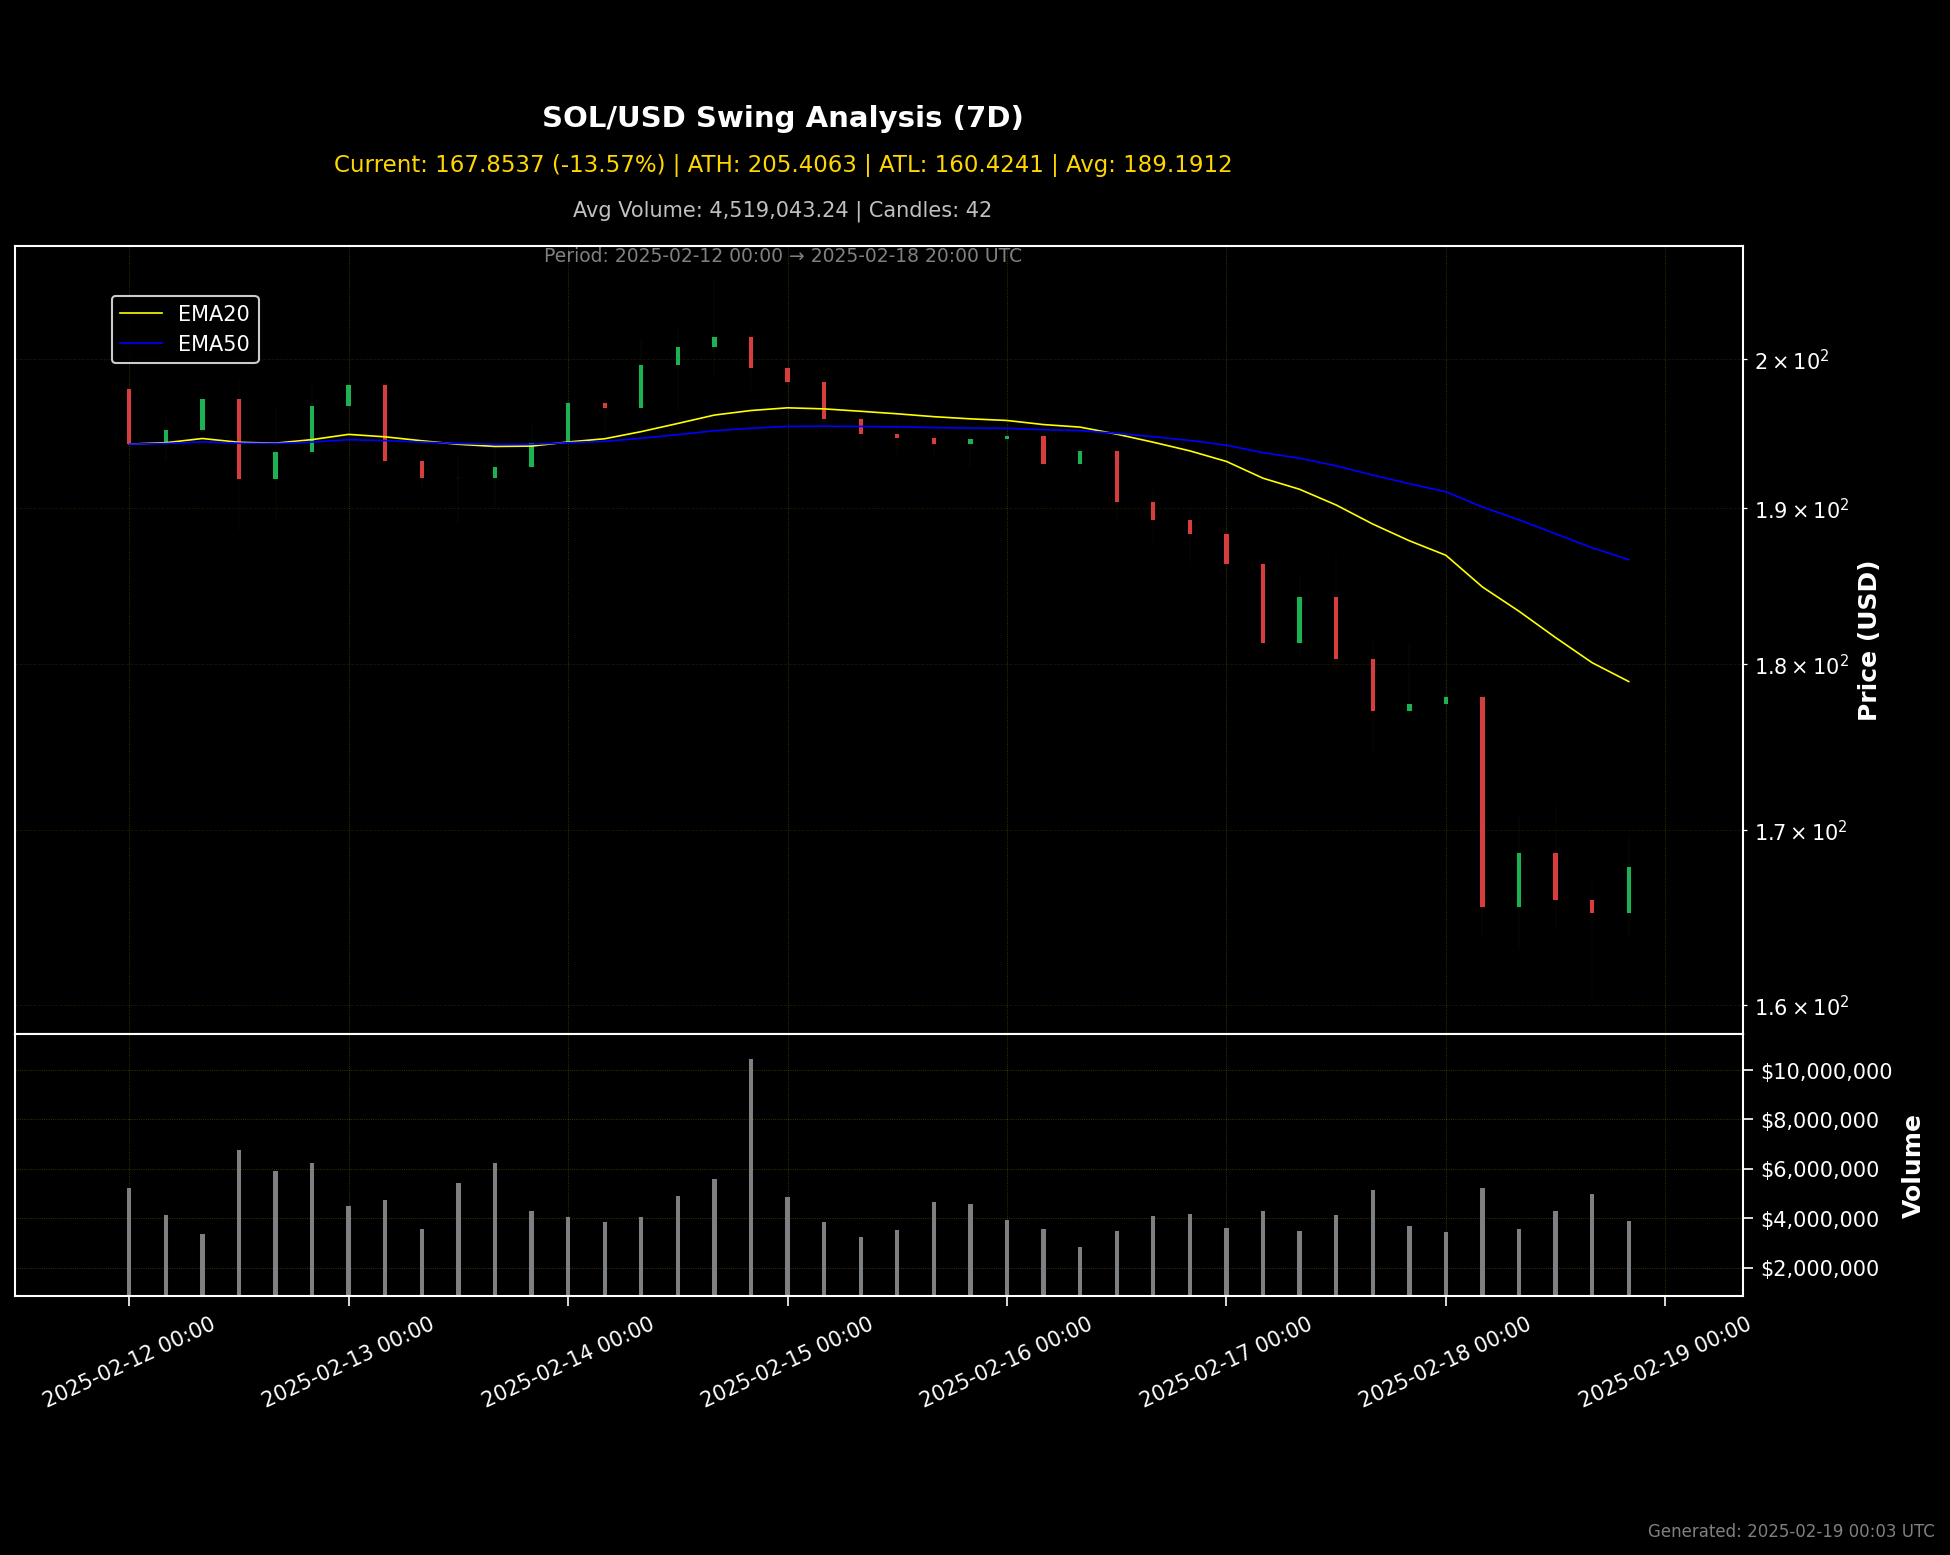 SOL/USD Swing Analysis (7D)
Current: 167.8537 (-13.57%) | ATH: 205.4063 | ATL: 160.4241 | Avg: 189.1912
Avg Volume: 4,519,043.24 | Candles: 42
Period: 2025-02-12 00:00 → 2025-02-18 20:00 UTC
EMA20
EMA50
2 × 10²
1.9 × 10²
1.8 × 10²
1.7 × 10²
1.6 × 10²
Price (USD)
$10,000,000
$8,000,000
$6,000,000
$4,000,000
$2,000,000
Volume
2025-02-12 00:00
2025-02-13 00:00
2025-02-14 00:00
2025-02-15 00:00
2025-02-16 00:00
2025-02-17 00:00
2025-02-18 00:00
2025-02-19 00:00
Generated: 2025-02-19 00:03 UTC